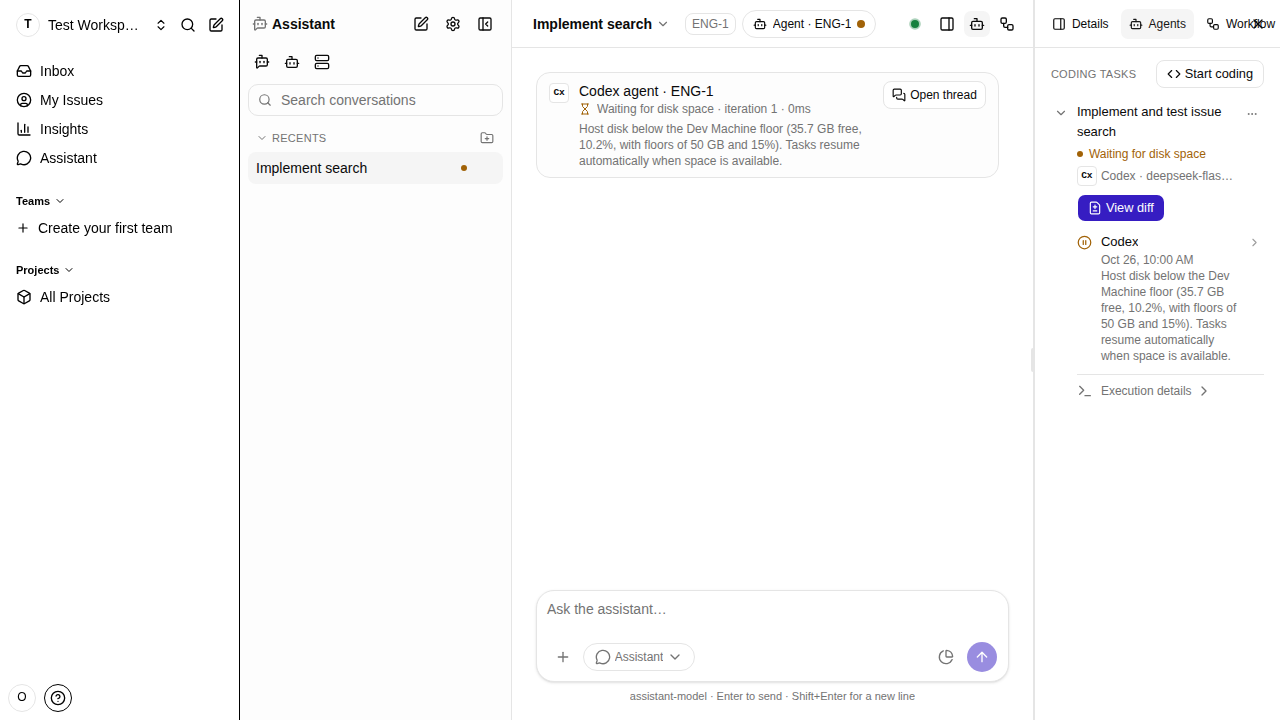 T
Test Worksp…
Inbox
My Issues
Insights
Assistant
Teams
Create your first team
Projects
All Projects
O
Assistant
Search conversations
RECENTS
Implement search
Implement search
ENG-1
Agent · ENG-1
Cx
Codex agent · ENG-1
Waiting for disk space · iteration 1 · 0ms
Host disk below the Dev Machine floor (35.7 GB free,
10.2%, with floors of 50 GB and 15%). Tasks resume
automatically when space is available.
Open thread
Ask the assistant…
Assistant
assistant-model · Enter to send · Shift+Enter for a new line
Details
Agents
Workflow
CODING TASKS
Start coding
Implement and test issue
search
Waiting for disk space
Cx
Codex · deepseek-flas…
View diff
Codex
Oct 26, 10:00 AM
Host disk below the Dev
Machine floor (35.7 GB
free, 10.2%, with floors of
50 GB and 15%). Tasks
resume automatically
when space is available.
Execution details